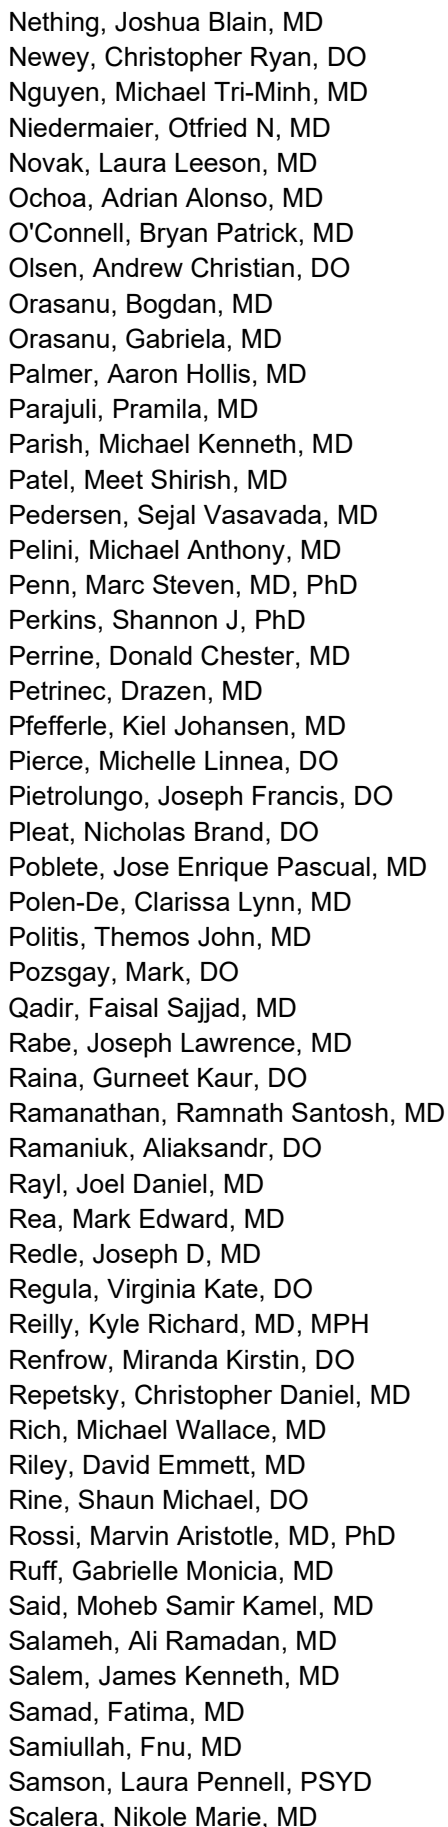 Nething, Joshua Blain, MD
Newey, Christopher Ryan, DO
Nguyen, Michael Tri-Minh, MD
Niedermaier, Otfried N, MD
Novak, Laura Leeson, MD
Ochoa, Adrian Alonso, MD
O'Connell, Bryan Patrick, MD
Olsen, Andrew Christian, DO
Orasanu, Bogdan, MD
Orasanu, Gabriela, MD
Palmer, Aaron Hollis, MD
Parajuli, Pramila, MD
Parish, Michael Kenneth, MD
Patel, Meet Shirish, MD
Pedersen, Sejal Vasavada, MD
Pelini, Michael Anthony, MD
Penn, Marc Steven, MD, PhD
Perkins, Shannon J, PhD
Perrine, Donald Chester, MD
Petrinec, Drazen, MD
Pfefferle, Kiel Johansen, MD
Pierce, Michelle Linnea, DO
Pietrolungo, Joseph Francis, DO
Pleat, Nicholas Brand, DO
Poblete, Jose Enrique Pascual, MD
Polen-De, Clarissa Lynn, MD
Politis, Themos John, MD
Pozsgay, Mark, DO
Qadir, Faisal Sajjad, MD
Rabe, Joseph Lawrence, MD
Raina, Gurneet Kaur, DO
Ramanathan, Ramnath Santosh, MD
Ramaniuk, Aliaksandr, DO
Rayl, Joel Daniel, MD
Rea, Mark Edward, MD
Redle, Joseph D, MD
Regula, Virginia Kate, DO
Reilly, Kyle Richard, MD, MPH
Renfrow, Miranda Kirstin, DO
Repetsky, Christopher Daniel, MD
Rich, Michael Wallace, MD
Riley, David Emmett, MD
Rine, Shaun Michael, DO
Rossi, Marvin Aristotle, MD, PhD
Ruff, Gabrielle Monicia, MD
Said, Moheb Samir Kamel, MD
Salameh, Ali Ramadan, MD
Salem, James Kenneth, MD
Samad, Fatima, MD
Samiullah, Fnu, MD
Samson, Laura Pennell, PSYD
Scalera, Nikole Marie, MD